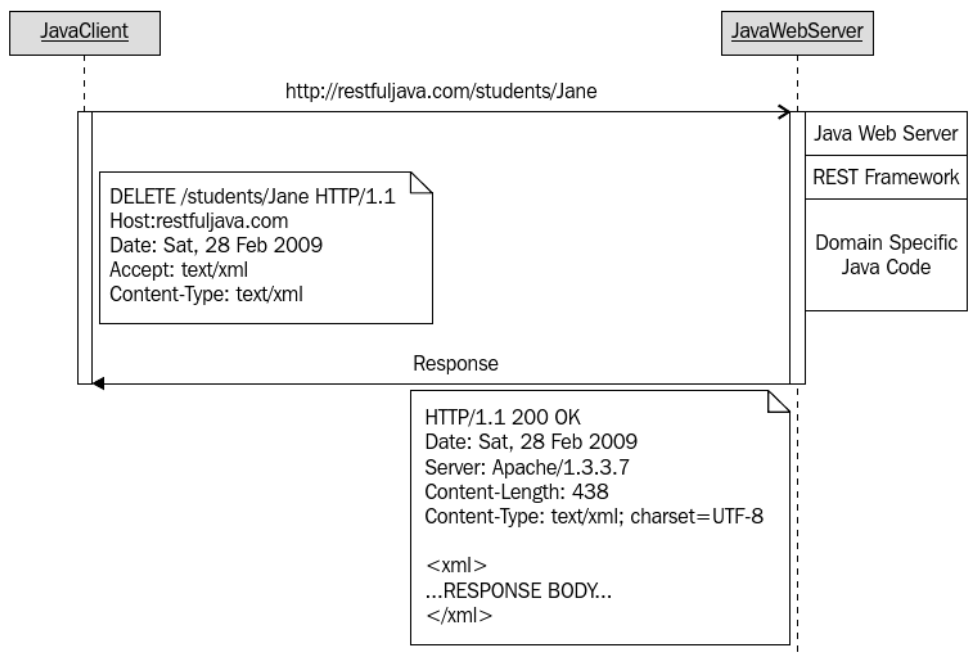 JavaClient
JavaWebServer
http://restfuljava.com/students/Jane
Java Web Server
REST Framework
Domain Specific
Java Code
DELETE /students/Jane HTTP/1.1
Host:restfuljava.com
Date: Sat, 28 Feb 2009
Accept: text/xml
Content-Type: text/xml
Response
HTTP/1.1 200 OK
Date: Sat, 28 Feb 2009
Server: Apache/1.3.3.7
Content-Length: 438
Content-Type: text/xml; charset=UTF-8
<xml>
...RESPONSE BODY...
</xml>